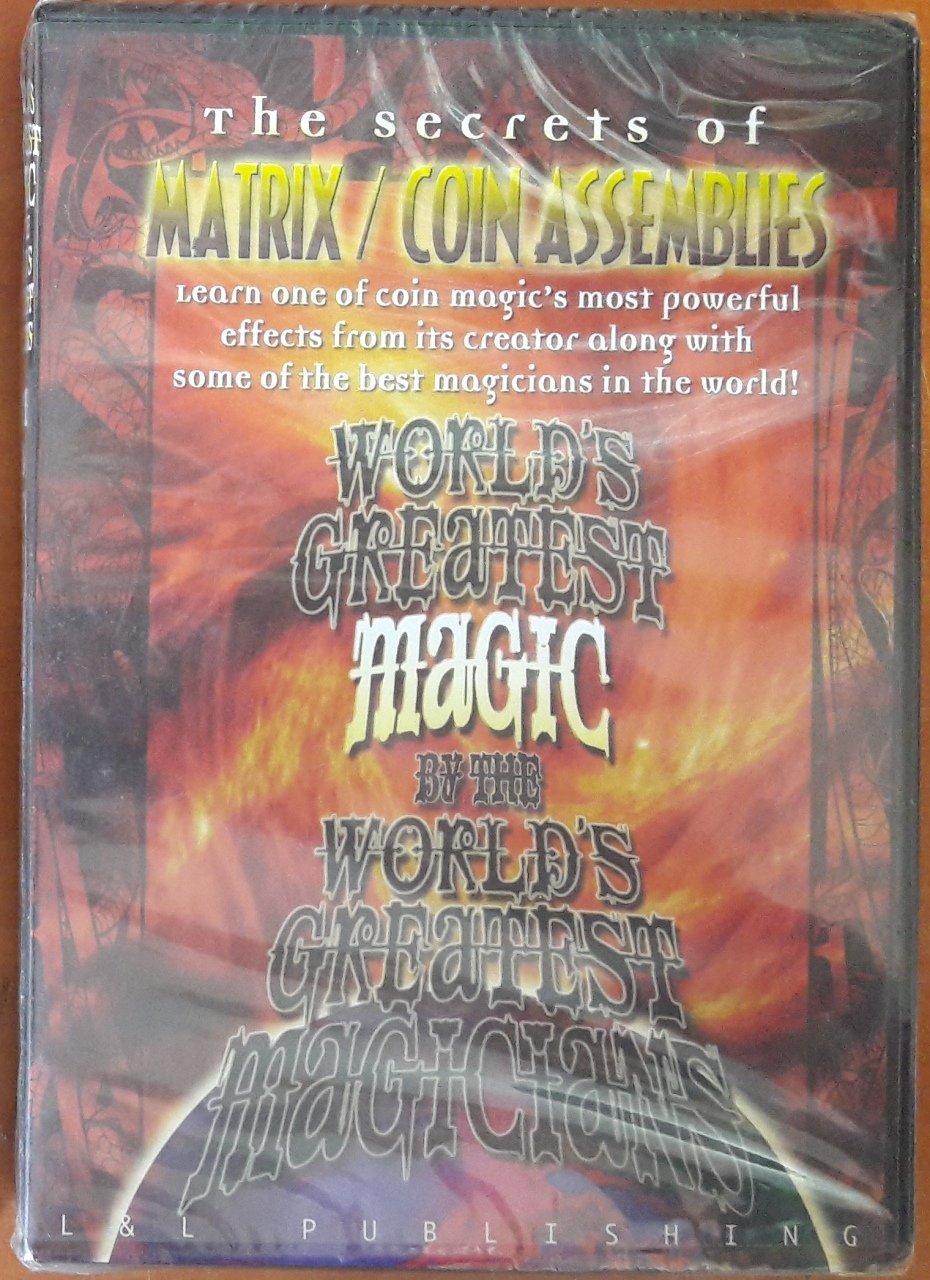 The secrets of
MATRIX / COIN ASSEMBLIES
Learn one of coin magic's most powerful
effects from its creator along with
some of the best magicians in the world!
WORLD'S
GREATEST
MAGIC
BY THE
WORLD'S
GREATEST
MAGICIANS
L&L PUBLISHING